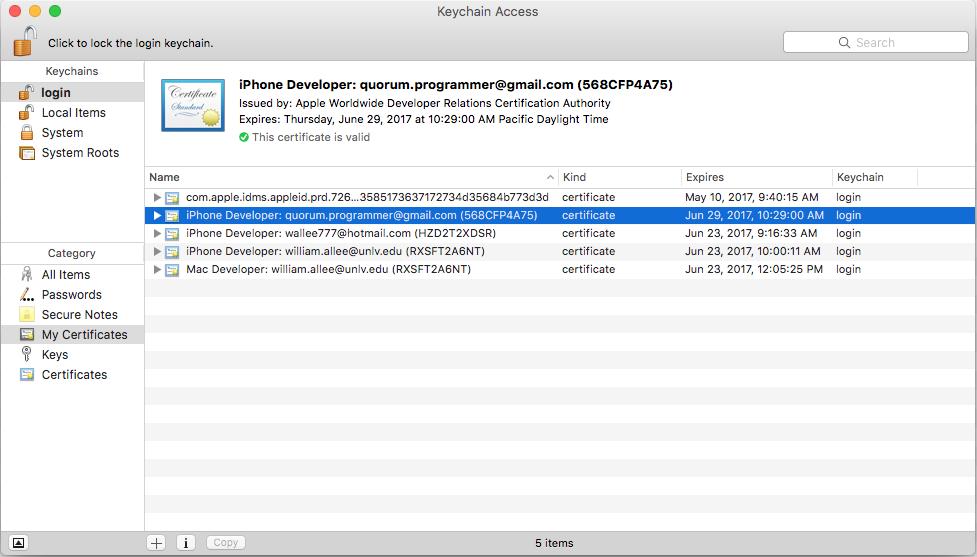 Keychain Access
Click to lock the login keychain.
Search
Keychains
login
Local Items
System
System Roots
Certificate
Standard
iPhone Developer: quorum.programmer@gmail.com (568CFP4A75)
Issued by: Apple Worldwide Developer Relations Certification Authority
Expires: Thursday, June 29, 2017 at 10:29:00 AM Pacific Daylight Time
This certificate is valid
Name Kind Expires Keychain
com.apple.idms.appleid.prd.726...3585173637172734d35684b773d3d certificate May 10, 2017, 9:40:15 AM login
iPhone Developer: quorum.programmer@gmail.com (568CFP4A75) certificate Jun 29, 2017, 10:29:00 AM login
iPhone Developer: wallee777@hotmail.com (HZD2T2XDSR) certificate Jun 23, 2017, 9:16:33 AM login
iPhone Developer: william.allee@unlv.edu (RXSFT2A6NT) certificate Jun 23, 2017, 10:00:11 AM login
Mac Developer: william.allee@unlv.edu (RXSFT2A6NT) certificate Jun 23, 2017, 12:05:25 PM login
Category
All Items
Passwords
Secure Notes
My Certificates
Keys
Certificates
Copy
5 items